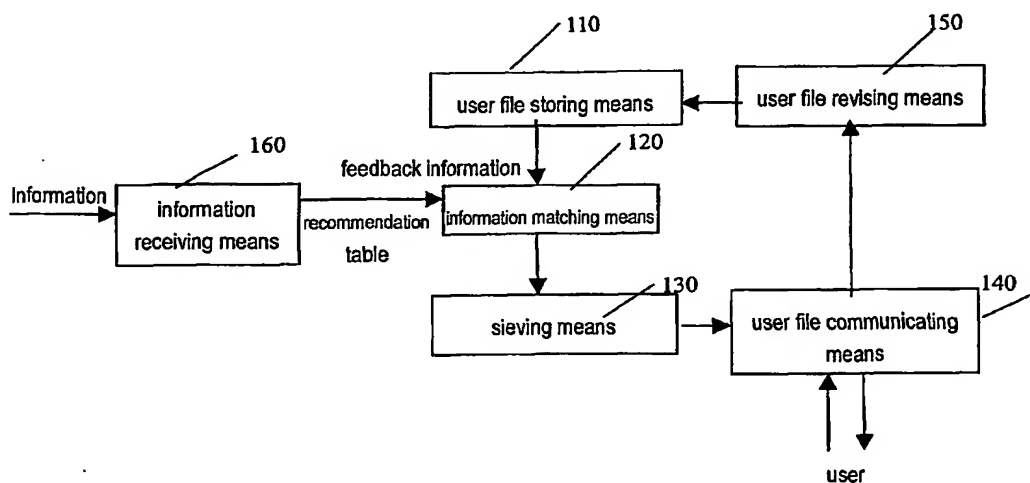 110
150
user file storing means
user file revising means
160
feedback information
120
Information
information
receiving means
recommendation
table
information matching means
130
140
sieving means
user file communicating
means
user